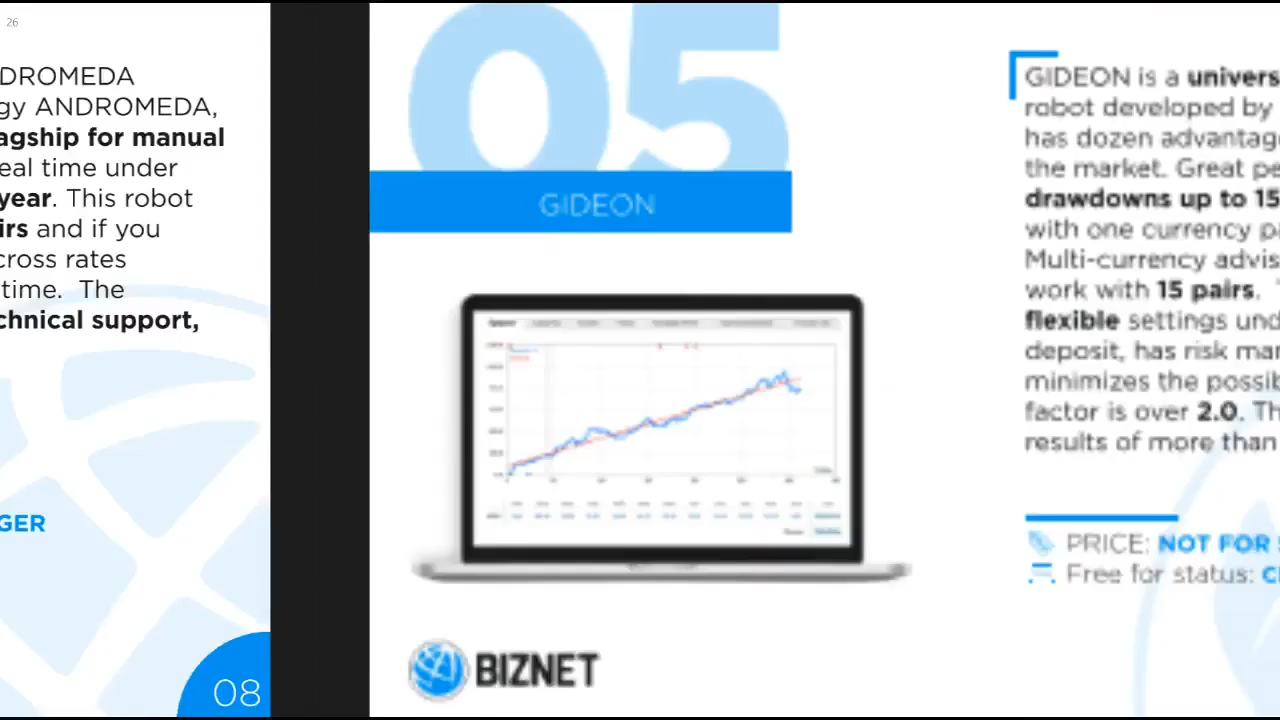 26
DROMEDA
gy ANDROMEDA,
agship for manual
eal time under
year. This robot
irs and if you
cross rates
time. The
chnical support,
GER
08
05
GIDEON
BIZNET
GIDEON is a univers
robot developed by
has dozen advantage
the market. Great pe
drawdowns up to 15
with one currency pa
Multi-currency advis
work with 15 pairs.
flexible settings und
deposit, has risk man
minimizes the possib
factor is over 2.0. Th
results of more than
PRICE: NOT FOR
Free for status: